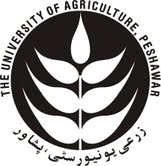 THE UNIVERSITY OF AGRICULTURE, PESHAWAR
زرعی یونیورسٹی، پشاور